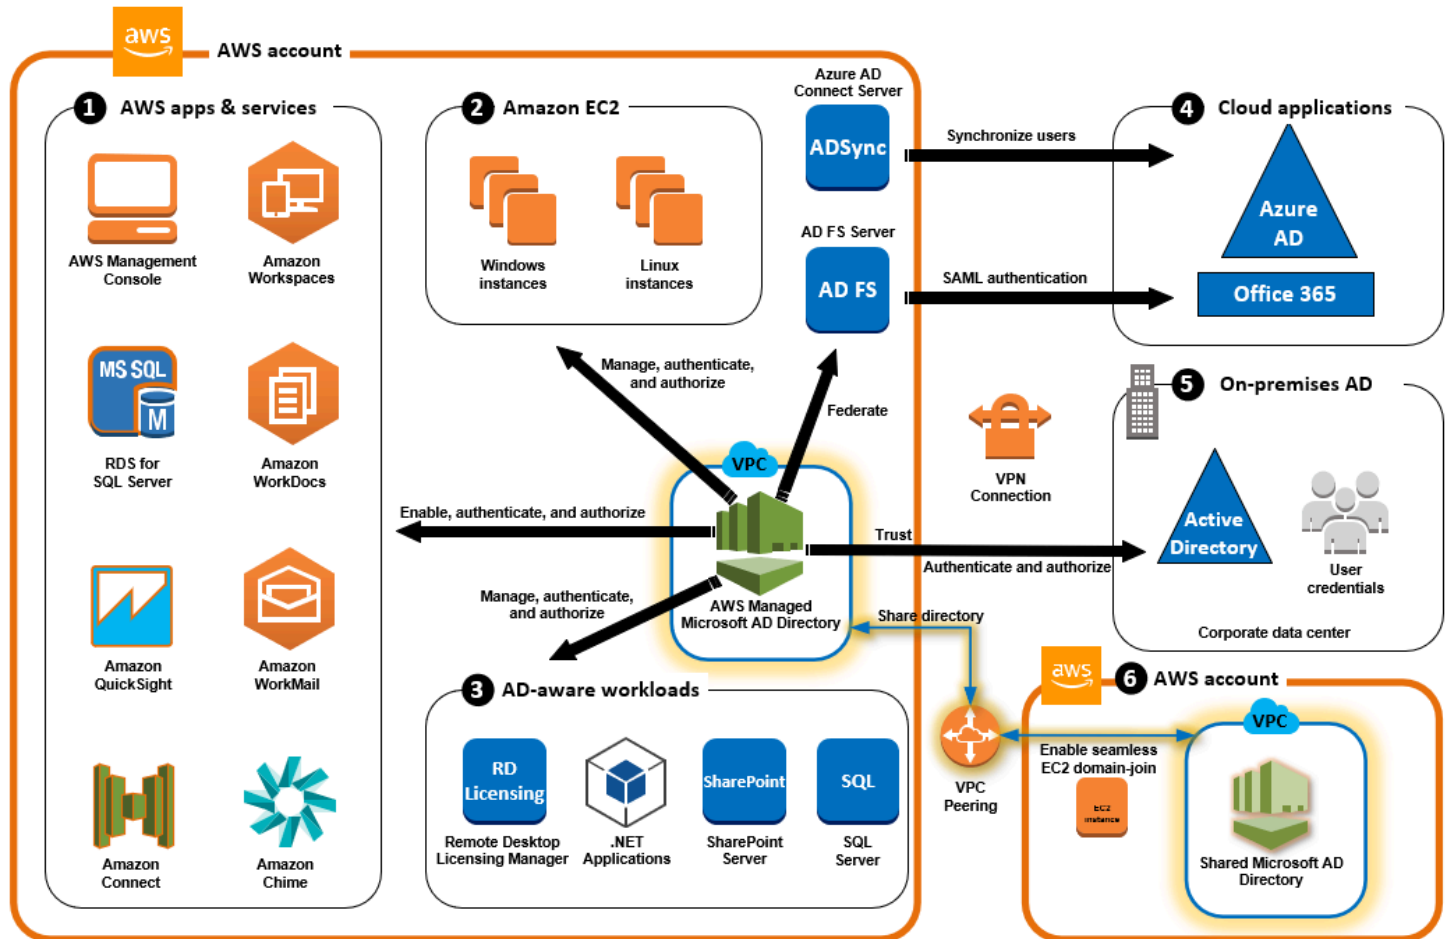 aws
AWS account
1 AWS apps & services
AWS Management
Console
Amazon
Workspaces
MS SQL
M
RDS for
SQL Server
Amazon
WorkDocs
Amazon
QuickSight
Amazon
WorkMail
Amazon
Connect
Amazon
Chime
2 Amazon EC2
Windows
instances
Linux
instances
Azure AD
Connect Server
ADSync
AD FS Server
AD FS
Synchronize users
SAML authentication
4 Cloud applications
Azure
AD
Office 365
Manage, authenticate,
and authorize
Federate
VPC
Enable, authenticate, and authorize
Manage, authenticate,
and authorize
AWS Managed
Microsoft AD Directory
Trust
Authenticate and authorize
VPN
Connection
5 On-premises AD
Active
Directory
User
credentials
Corporate data center
Share directory
3 AD-aware workloads
RD
Licensing
Remote Desktop
Licensing Manager
.NET
Applications
SharePoint
SharePoint
Server
SQL
SQL
Server
VPC
Peering
aws
6 AWS account
VPC
Enable seamless
EC2 domain-join
EC2
Instance
Shared Microsoft AD
Directory